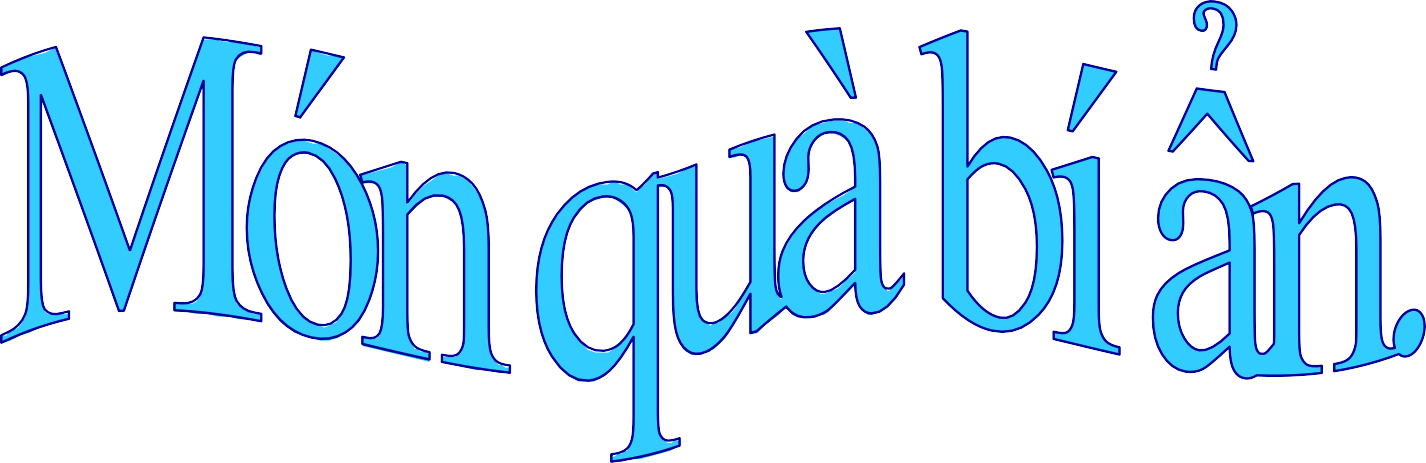 Món quà bí ẩn.